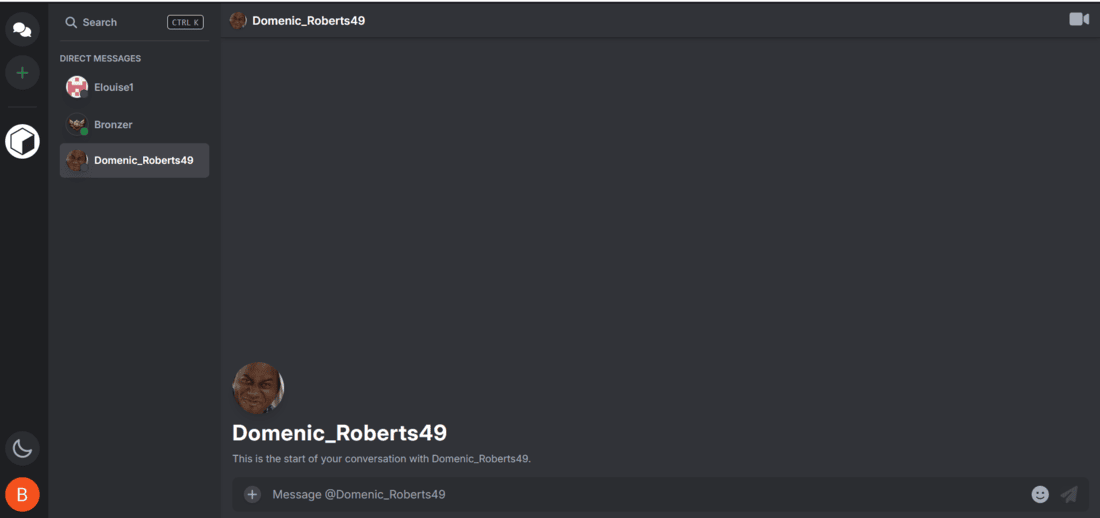 Search
CTRL K
DIRECT MESSAGES
Elouise1
Bronzer
Domenic_Roberts49
B
Domenic_Roberts49
Domenic_Roberts49
This is the start of your conversation with Domenic_Roberts49.
Message @Domenic_Roberts49